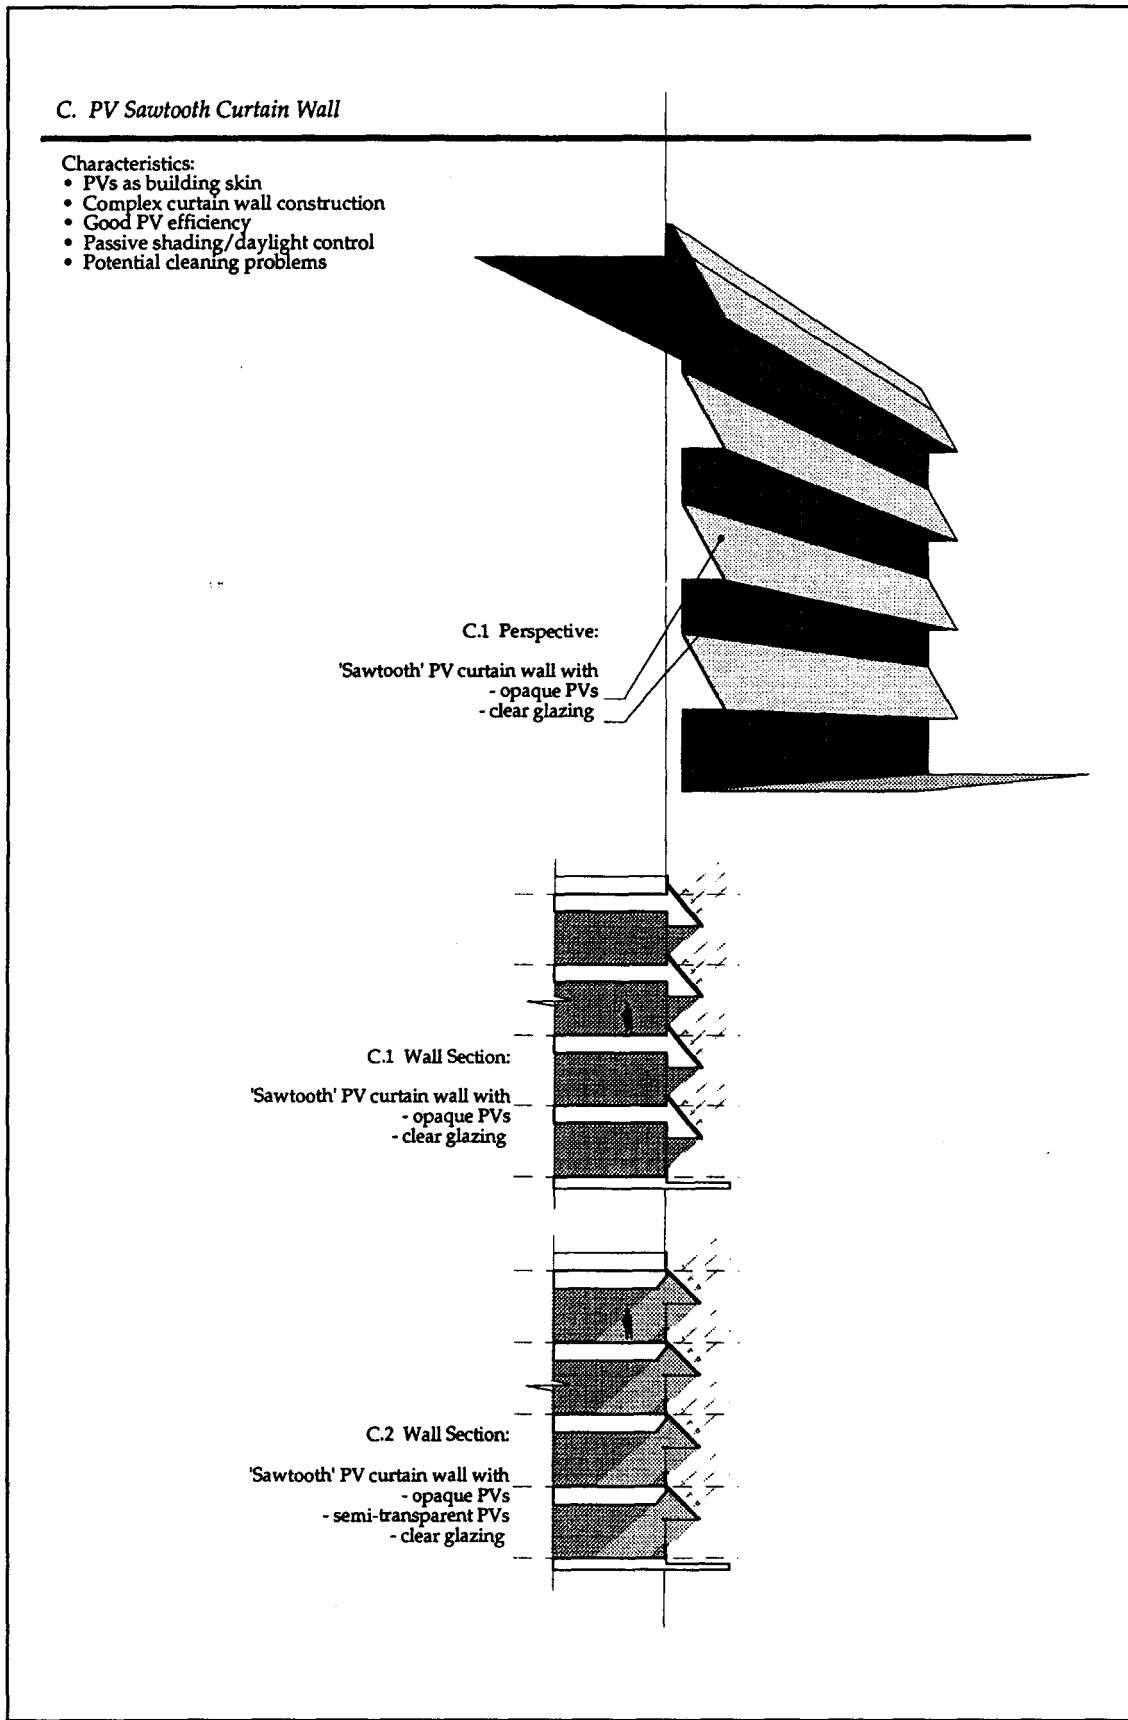 C. PV Sawtooth Curtain Wall
Characteristics:
• PVs as building skin
• Complex curtain wall construction
• Good PV efficiency
• Passive shading/daylight control
• Potential cleaning problems
C.1 Perspective:
'Sawtooth' PV curtain wall with
- opaque PVs
- clear glazing
C.1 Wall Section:
'Sawtooth' PV curtain wall with
- opaque PVs
- clear glazing
C.2 Wall Section:
'Sawtooth' PV curtain wall with
- opaque PVs
- semi-transparent PVs
- clear glazing